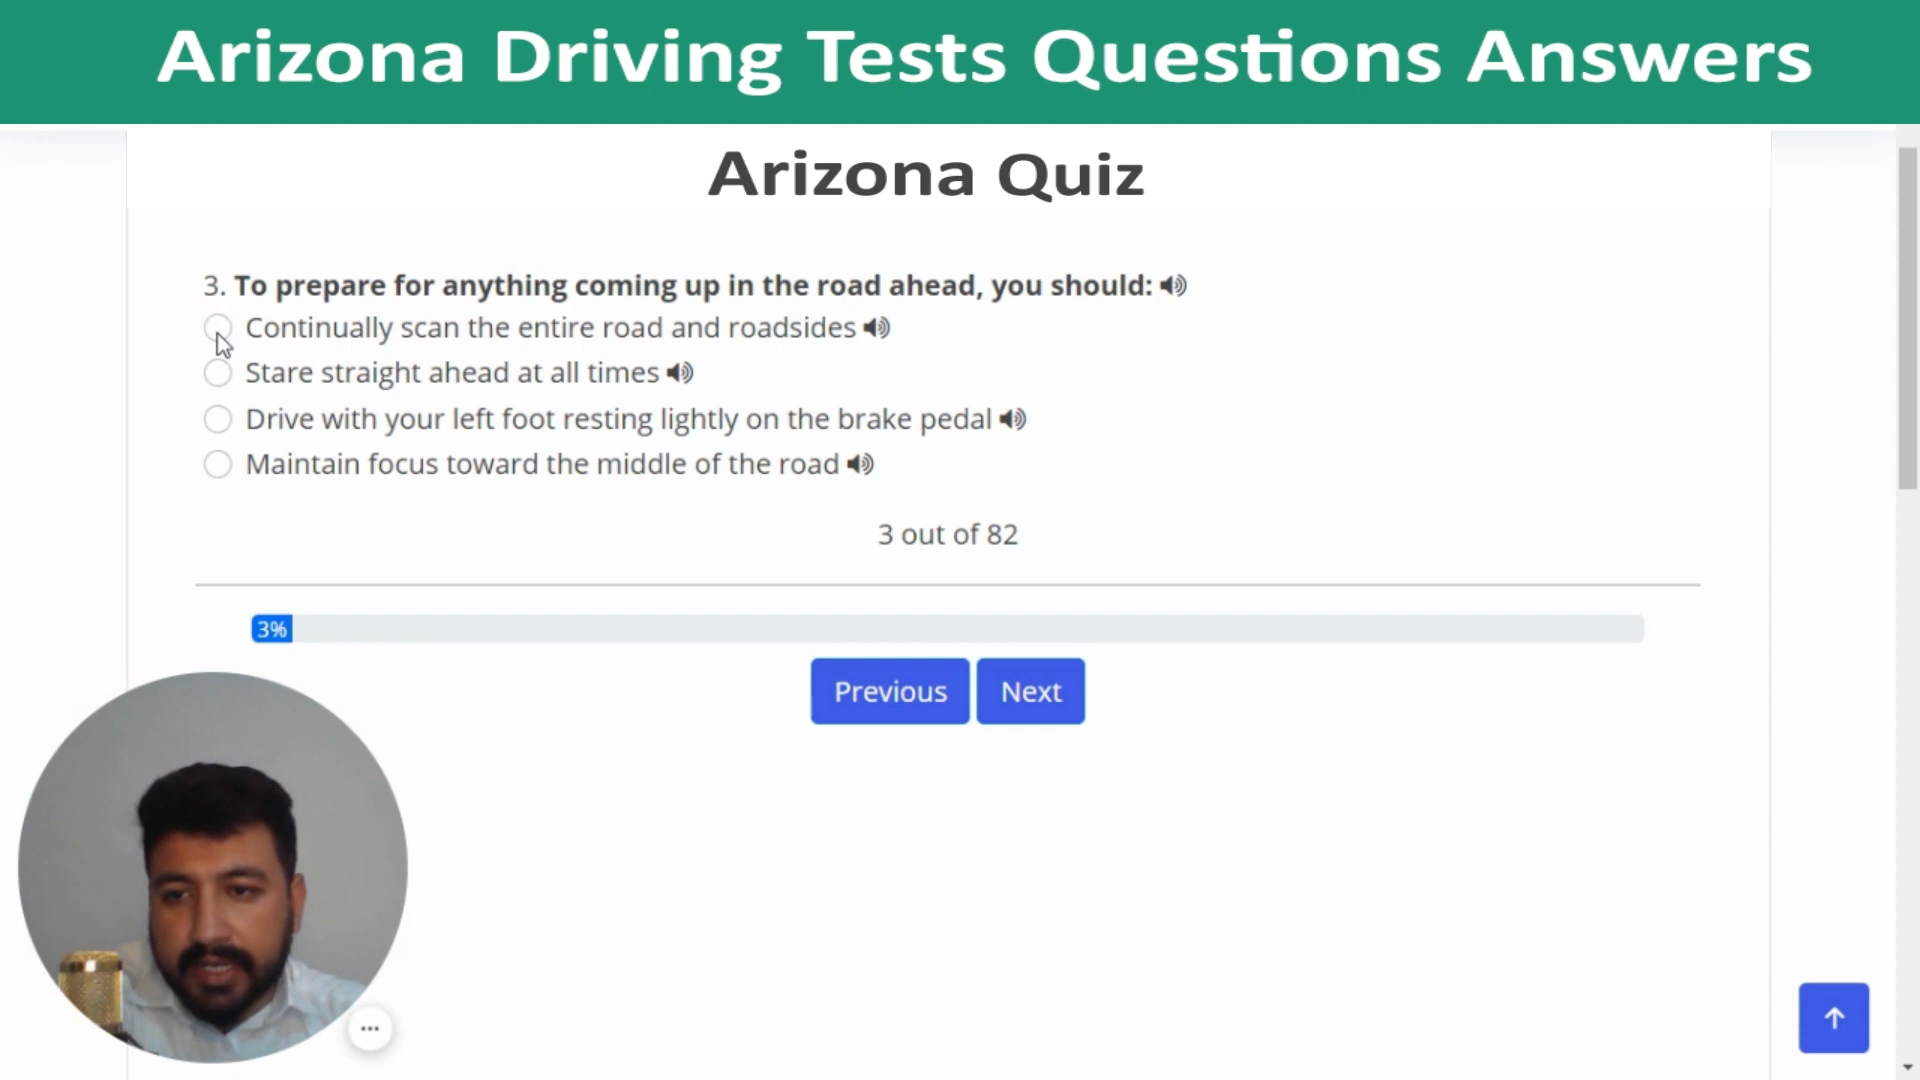 Arizona Driving Tests Questions Answers
Arizona Quiz
3. To prepare for anything coming up in the road ahead, you should:
Continually scan the entire road and roadsides
Stare straight ahead at all times
Drive with your left foot resting lightly on the brake pedal
Maintain focus toward the middle of the road
3 out of 82
3%
Previous Next